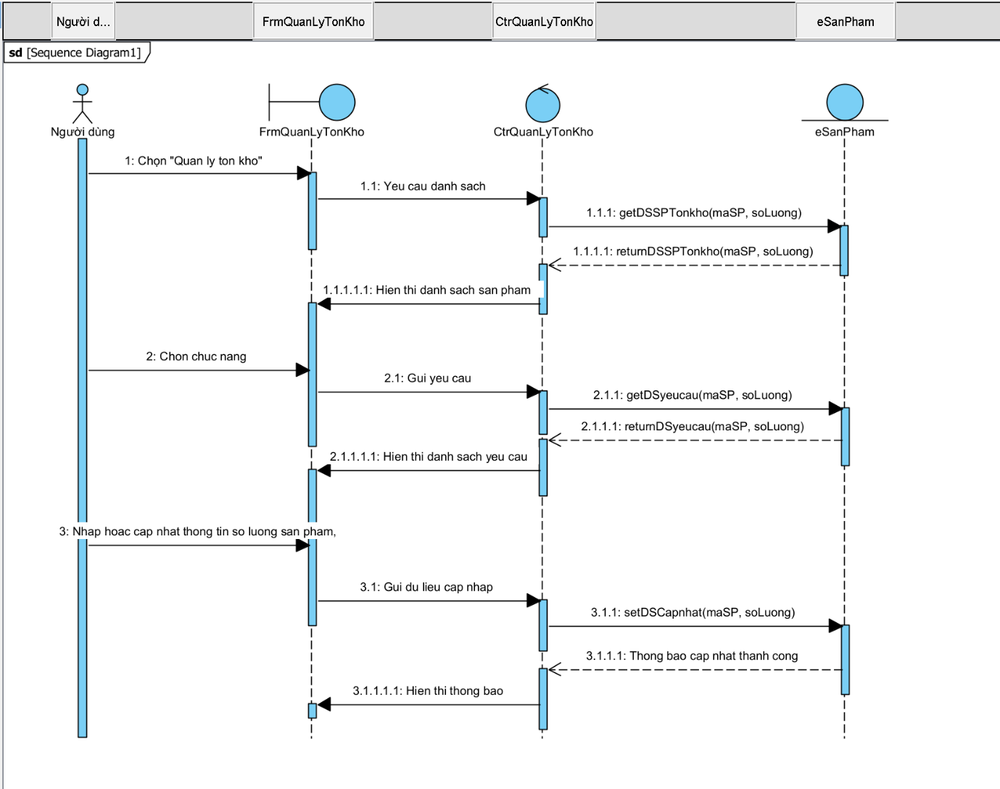 Người d...
FrmQuanLyTonKho
CtrQuanLyTonKho
eSanPham
sd [Sequence Diagram1]
Người dùng
FrmQuanLyTonKho
CtrQuanLyTonKho
eSanPham
1: Chọn "Quan ly ton kho"
1.1: Yeu cau danh sach
1.1.1: getDSSPTonkho(maSP, soLuong)
1.1.1.1: returnDSSPTonkho(maSP, soLuong)
1.1.1.1.1: Hien thi danh sach san pham
2: Chon chuc nang
2.1: Gui yeu cau
2.1.1: getDSyeucau(maSP, soLuong)
2.1.1.1: returnDSyeucau(maSP, soLuong)
2.1.1.1.1: Hien thi danh sach yeu cau
3: Nhap hoac cap nhat thong tin so luong san pham,
3.1: Gui du lieu cap nhap
3.1.1: setDSCapnhat(maSP, soLuong)
3.1.1.1: Thong bao cap nhat thanh cong
3.1.1.1.1: Hien thi thong bao